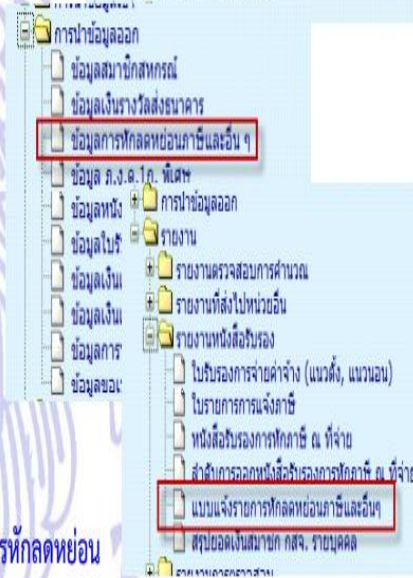 การนำข้อมูลออก
ข้อมูลสมาชิกสหกรณ์
ข้อมูลเงินรางวัลส่งธนาคาร
ข้อมูลการหักลดหย่อนภาษีและอื่น ๆ
ข้อมูล ภ.ง.ด.1ก. พิเศษ
ข้อมูลหนัง
ข้อมูลใบรั
ข้อมูลเงินเ
ข้อมูลเงินเ
ข้อมูลการ
ข้อมูลขอเ
การนำข้อมูลออก
รายงาน
รายงานตรวจสอบการคำนวณ
รายงานที่ส่งไปหน่วยอื่น
รายงานหนังสือรับรอง
ใบรับรองการจ่ายค่าจ้าง (แนวตั้ง, แนวนอน)
ใบรายการการแจ้งภาษี
หนังสือรับรองการหักภาษี ณ ที่จ่าย
ลำดับการออกหนังสือรับรองการหักภาษี ณ ที่จ่าย
แบบแจ้งรายการหักลดหย่อนภาษีและอื่นๆ
สรุปยอดเงินสมาชิก กสจ. รายบุคคล
รายงานการตรวจสอบ
รหักลดหย่อน